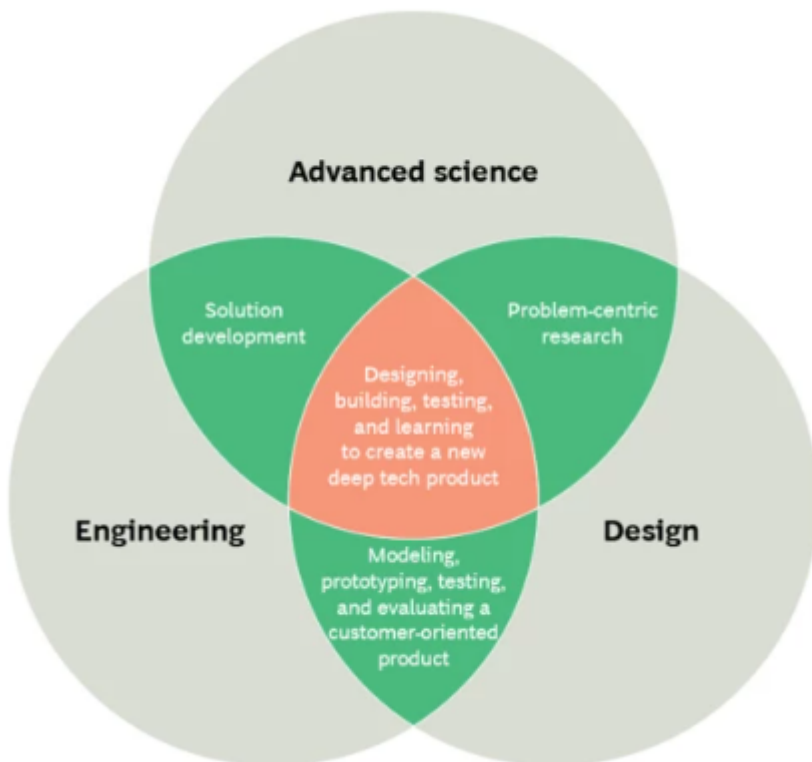 Advanced science
Solution
development
Problem-centric
research
Designing,
building, testing,
and learning
to create a new
deep tech product
Engineering
Design
Modeling,
prototyping, testing,
and evaluating a
customer-oriented
product